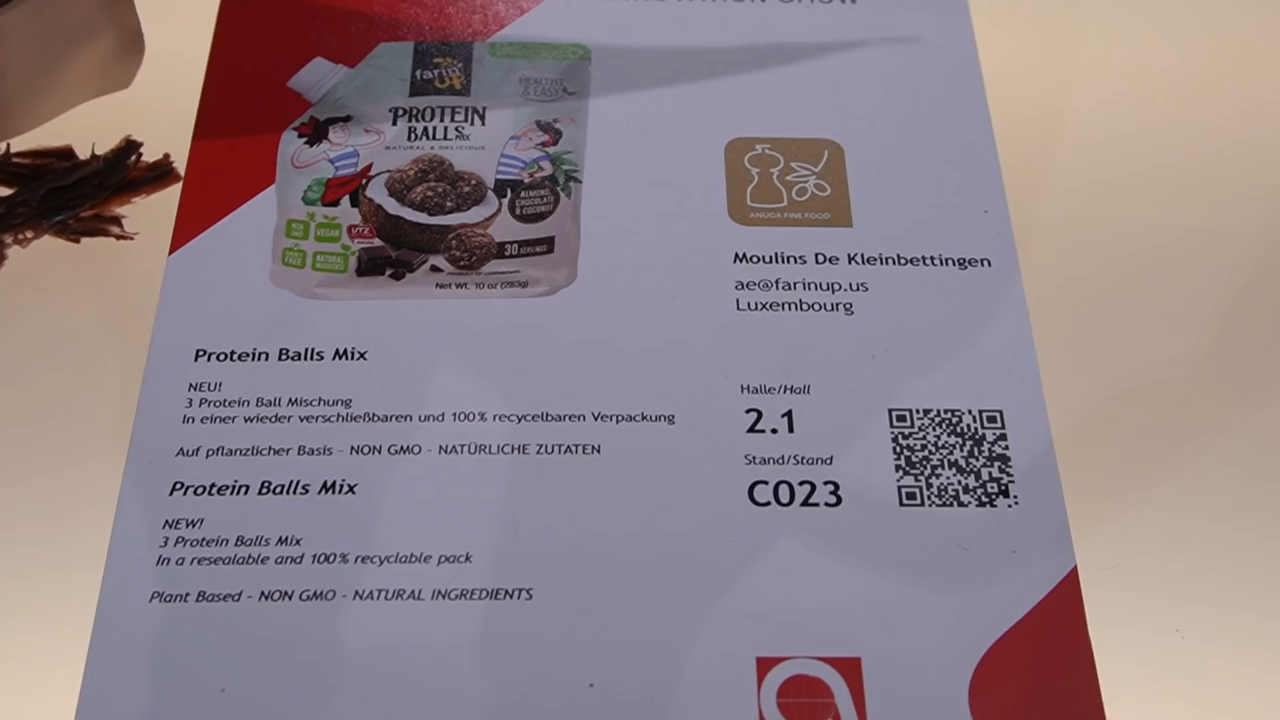 farin'UP
HEALTHY
& EASY
PROTEIN
BALLS MIX
NATURAL & DELICIOUS
ALMOND,
CHOCOLATE
& COCONUT
NON
GMO
VEGAN
UTZ
NATURAL
INGREDIENTS
30 SERVINGS
PRODUCT OF LUXEMBOURG
Net Wt. 10 oz (283g)
ANUGA FINE FOOD
Moulins De Kleinbettingen
ae@farinup.us
Luxembourg
Protein Balls Mix
NEU!
3 Protein Ball Mischung
In einer wieder verschließbaren und 100% recycelbaren Verpackung
Auf pflanzlicher Basis - NON GMO - NATÜRLICHE ZUTATEN
Protein Balls Mix
NEW!
3 Protein Balls Mix
In a resealable and 100% recyclable pack
Plant Based - NON GMO - NATURAL INGREDIENTS
Halle/Hall
2.1
Stand/Stand
C023